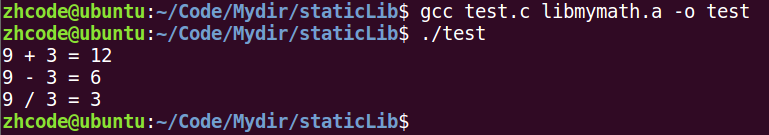 zhcode@ubuntu:~/Code/Mydir/staticLib$ gcc test.c libmymath.a -o test
zhcode@ubuntu:~/Code/Mydir/staticLib$ ./test
9 + 3 = 12
9 - 3 = 6
9 / 3 = 3
zhcode@ubuntu:~/Code/Mydir/staticLib$